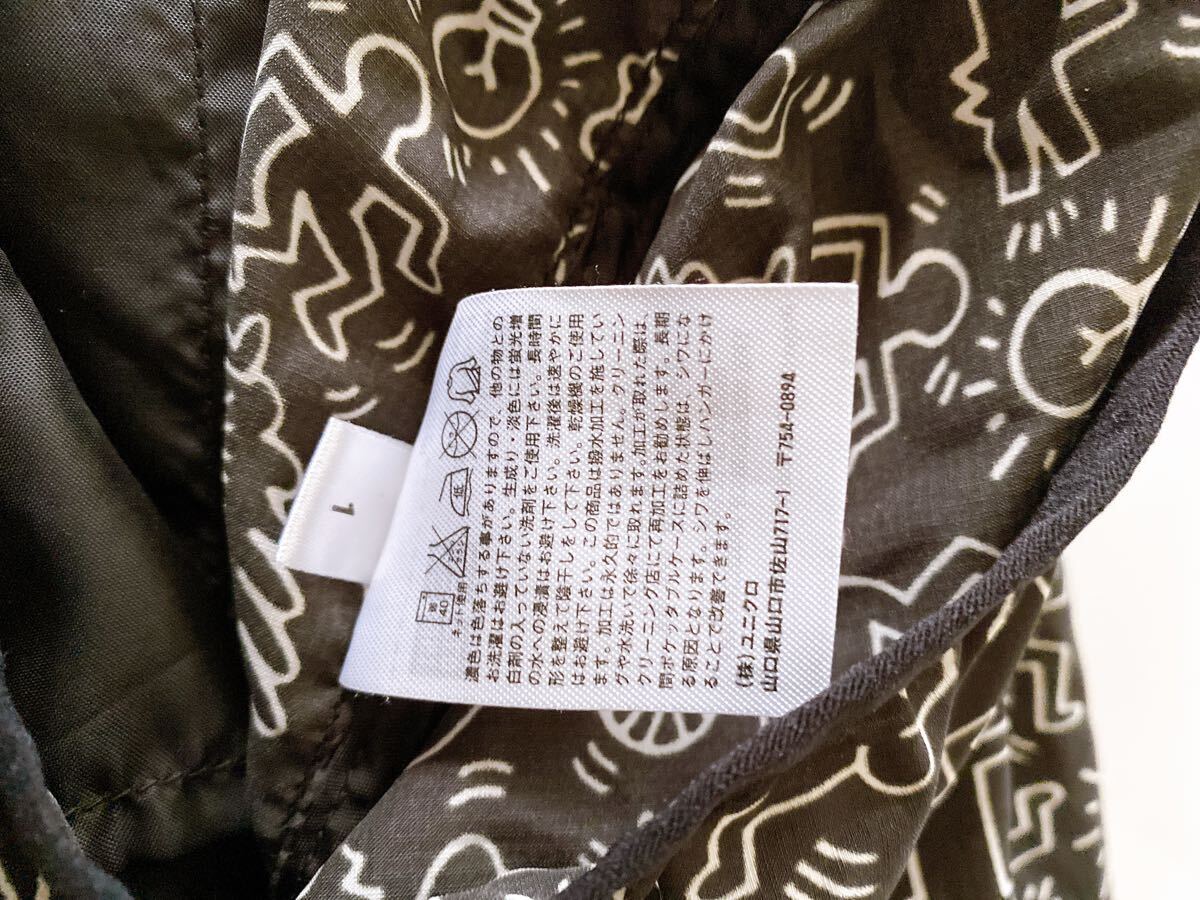 L
弱
40
ネット使用
低
濃色は色落ちする事がありますので、他の物との
お洗濯はお避け下さい。生成り・淡色には蛍光増
白剤の入っていない洗剤をご使用下さい。長時間
の水への浸漬はお避け下さい。洗濯後は速やかに
形を整えて陰干しをして下さい。乾燥機のご使用
はお避け下さい。この商品は撥水加工を施してい
ます。加工は永久的ではありません。クリーニン
グや水洗いで徐々に取れます。加工が取れた際は、
クリーニング店にて再加工をお勧めします。長期
間ポケッタブルケースに詰めた状態は、シワにな
る原因となります。シワを伸ばしハンガーにかけ
ることで改善できます。
(株)ユニクロ
山口県山口市佐山717-1 〒754-0894